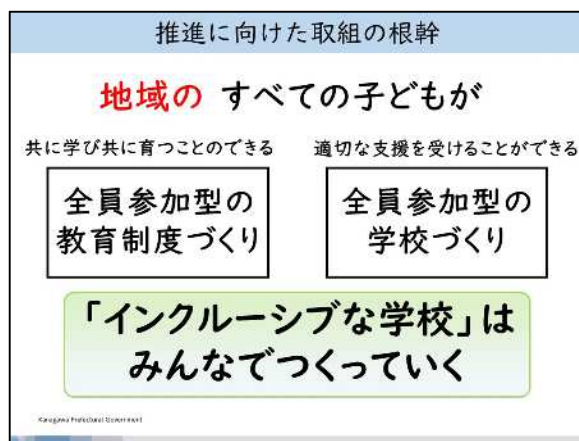 推進に向けた取組の根幹
地域の すべての子どもが
共に学び共に育つことのできる
適切な支援を受けることができる
全員参加型の
教育制度づくり
全員参加型の
学校づくり
「インクルーシブな学校」は
みんなでつくっていく
Kanagawa Prefectural Government